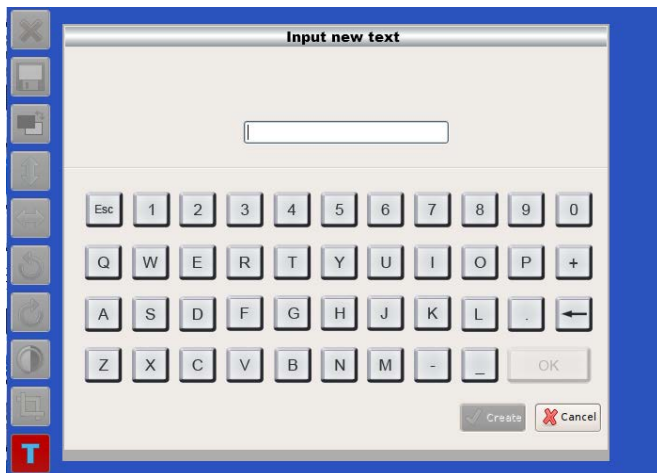 Input new text
Esc 1 2 3 4 5 6 7 8 9 0
Q W E R T Y U I O P +
A S D F G H J K L .
Z X C V B N M - _ OK
Create Cancel
T